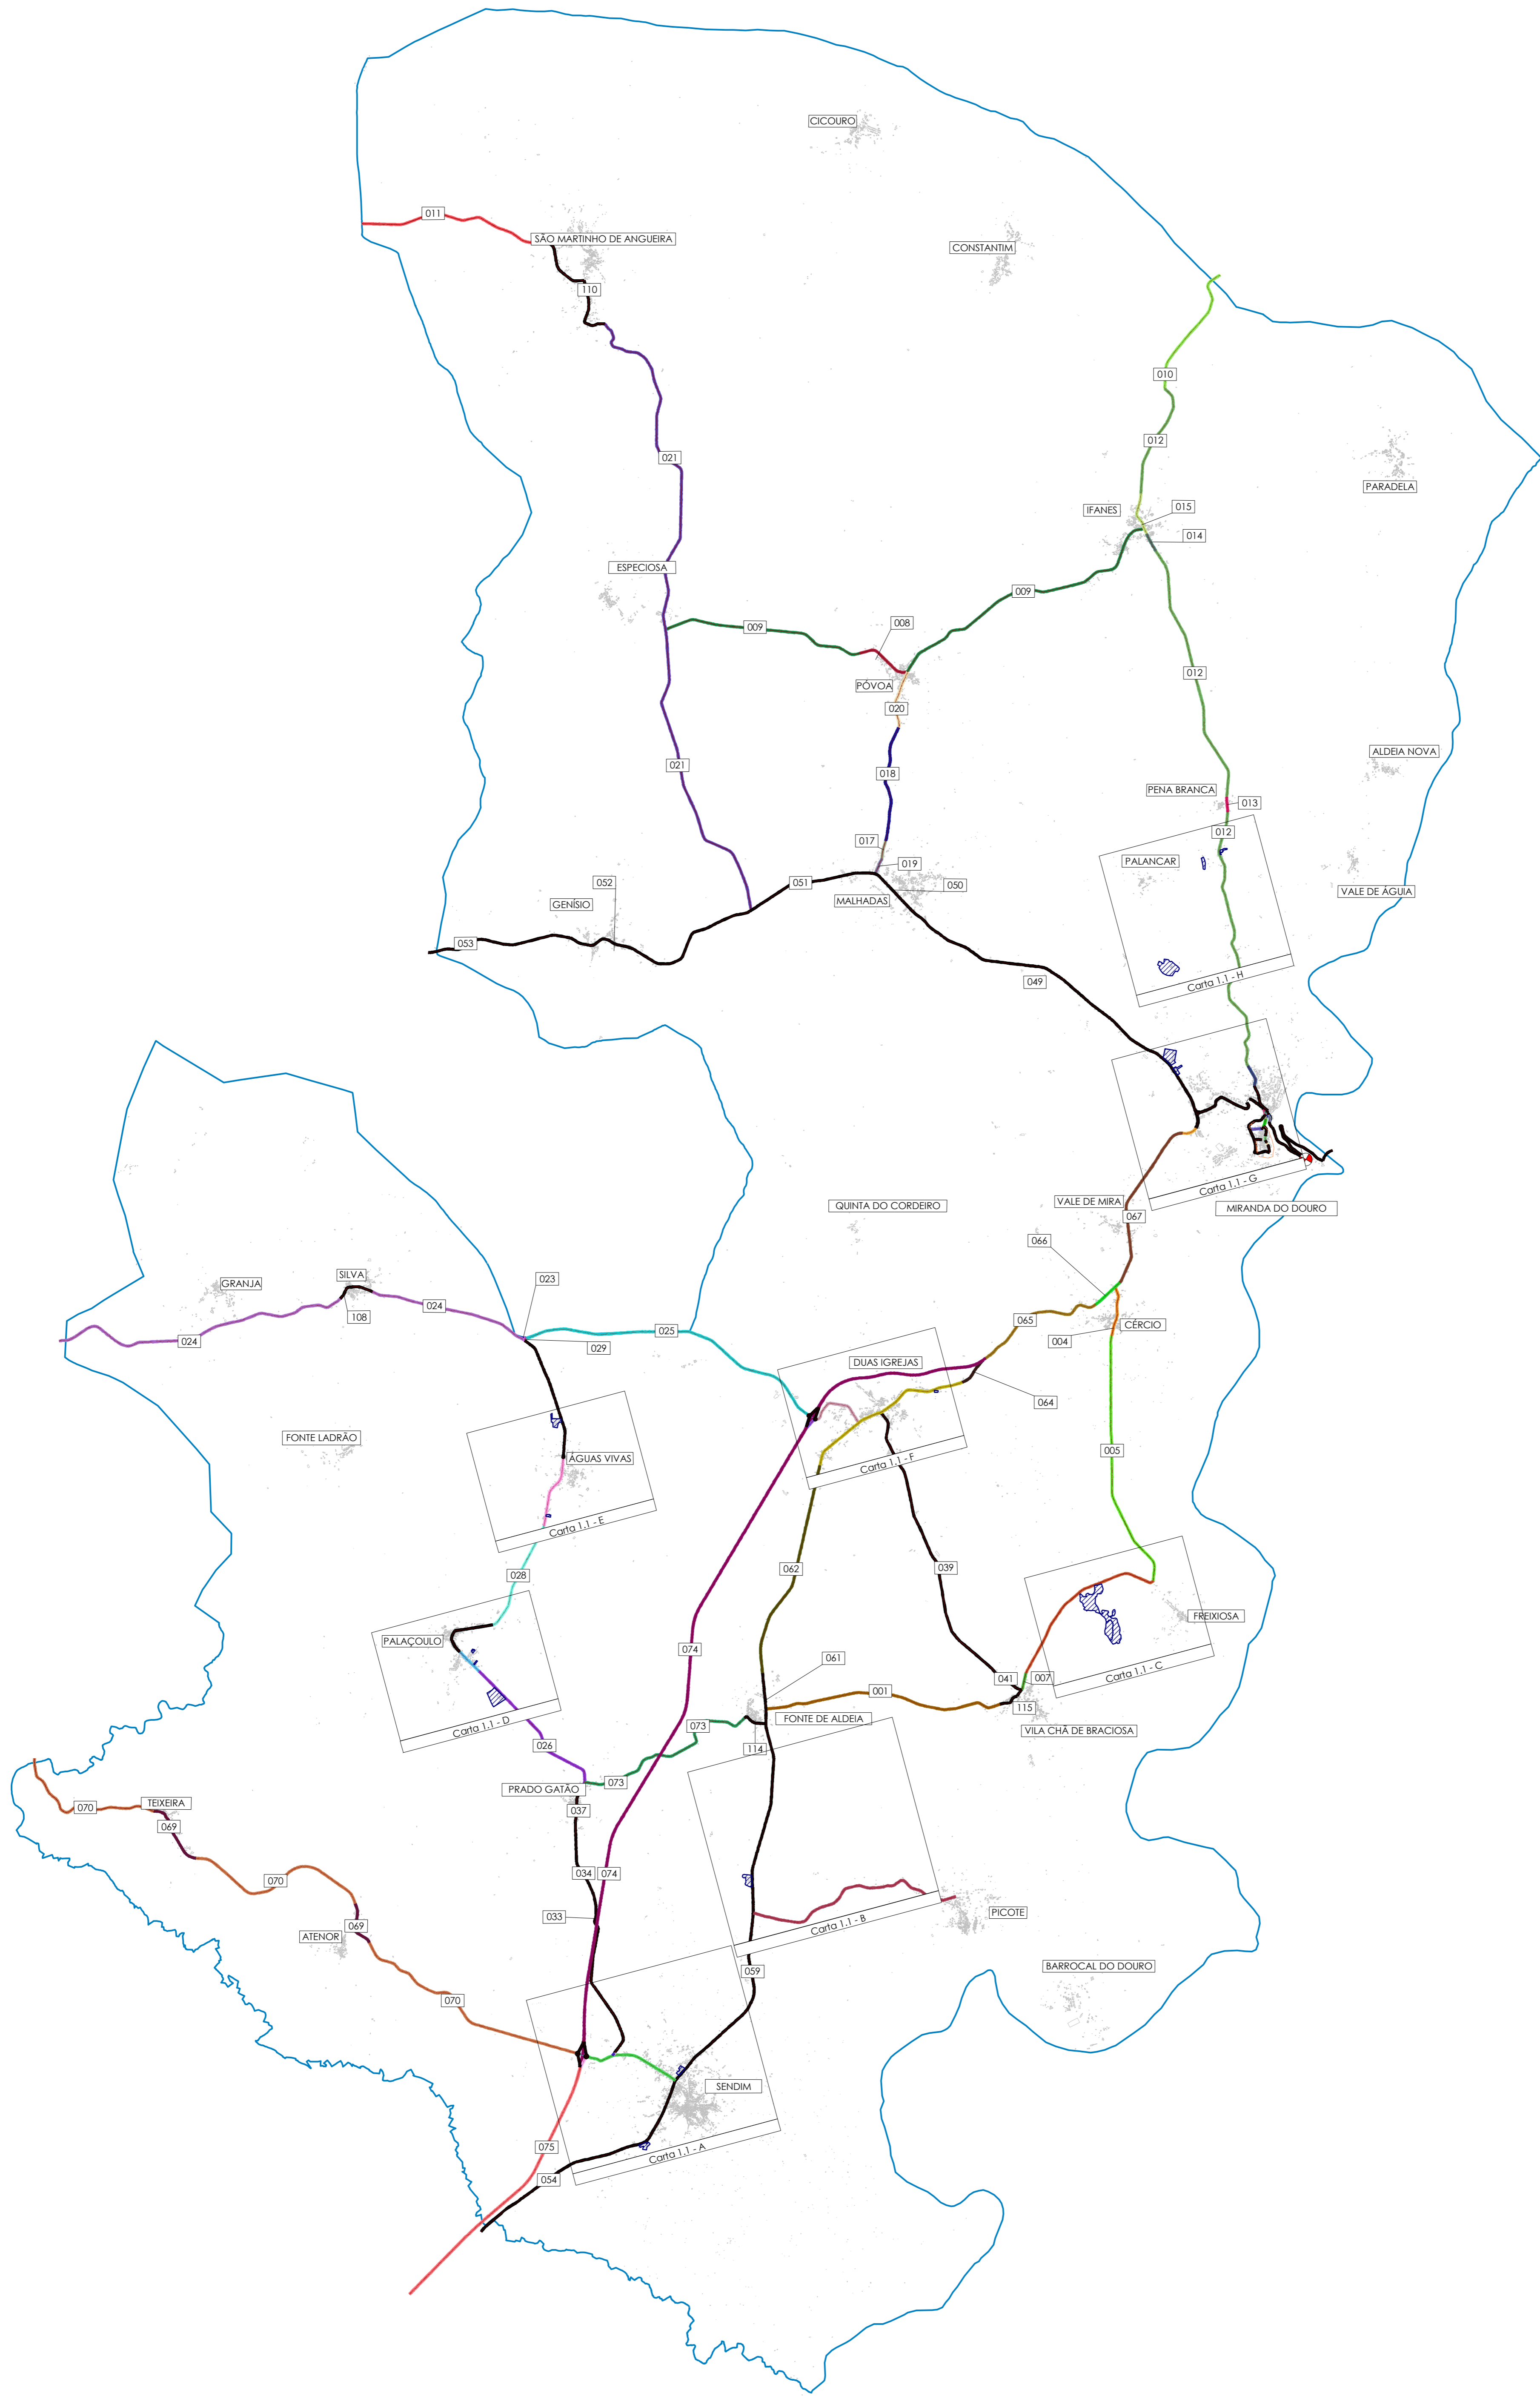 CICOURO
011
SÃO MARTINHO DE ANGUEIRA
CONSTANTIM
110
010
012
021
PARADELA
015
IFANES
014
ESPECIOSA
009
008
009
012
PÓVOA
020
ALDEIA NOVA
021
018
PENA BRANCA
013
012
017
019
PALANCAR
052
051
050
VALE DE ÁGUIA
GENÍSIO
MALHADAS
053
049
Carta 1.1 - H
Carta 1.1 - G
QUINTA DO CORDEIRO
VALE DE MIRA
MIRANDA DO DOURO
067
066
023
SILVA
GRANJA
024
108
065
CÉRCIO
025
024
004
029
DUAS IGREJAS
064
FONTE LADRÃO
005
ÁGUAS VIVAS
Carta 1.1 - F
Carta 1.1 - E
062
039
028
FREIXIOSA
PALAÇOULO
074
061
041
007
Carta 1.1 - C
001
115
FONTE DE ALDEIA
073
Carta 1.1 - D
VILA CHÃ DE BRACIOSA
026
114
073
PRADO GATÃO
TEIXEIRA
070
037
069
034
074
070
PICOTE
033
069
Carta 1.1 - B
ATENOR
BARROCAL DO DOURO
059
070
SENDIM
075
Carta 1.1 - A
054